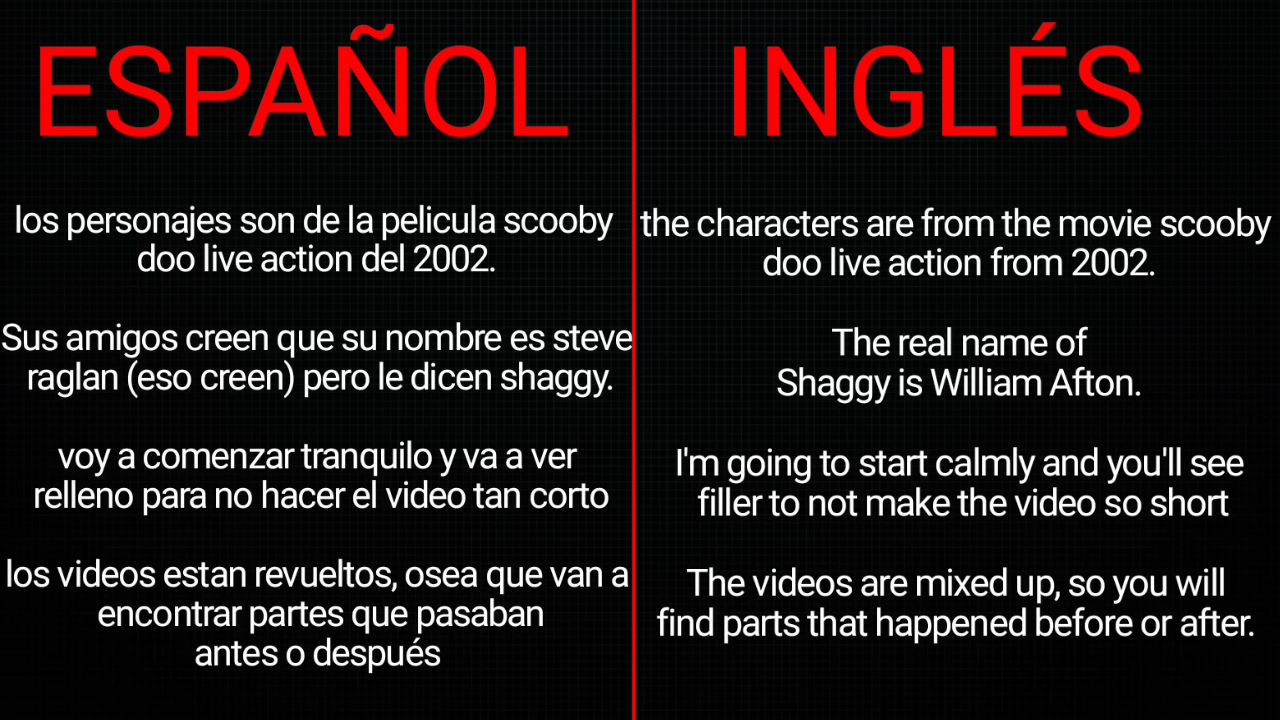 ESPAÑOL
los personajes son de la pelicula scooby
doo live action del 2002.
Sus amigos creen que su nombre es steve
raglan (eso creen) pero le dicen shaggy.
voy a comenzar tranquilo y va a ver
relleno para no hacer el video tan corto
los videos estan revueltos, osea que van a
encontrar partes que pasaban
antes o después
INGLÉS
the characters are from the movie scooby
doo live action from 2002.
The real name of
Shaggy is William Afton.
I'm going to start calmly and you'll see
filler to not make the video so short
The videos are mixed up, so you will
find parts that happened before or after.